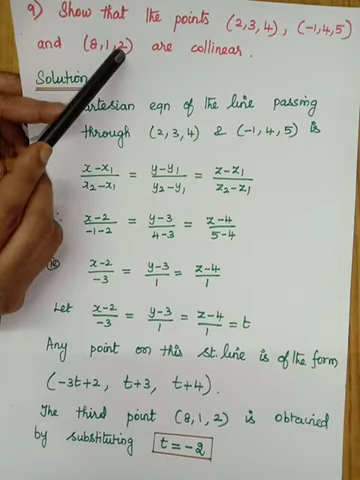 9) Show that the points (2,3,4), (-1,4,5)
and (8,1,2) are collinear.
Solution
Cartesian eqn of the line passing
through (2,3,4) & (-1,4,5) is
x-x₁/x₂-x₁ = y-y₁/y₂-y₁ = z-z₁/z₂-z₁
x-2/-1-2 = y-3/4-3 = z-4/5-4
x-2/-3 = y-3/1 = z-4/1
Let x-2/-3 = y-3/1 = z-4/1 = t
Any point on this st. line is of the form
(-3t+2, t+3, t+4).
The third point (8,1,2) is obtained
by substituting t = -2